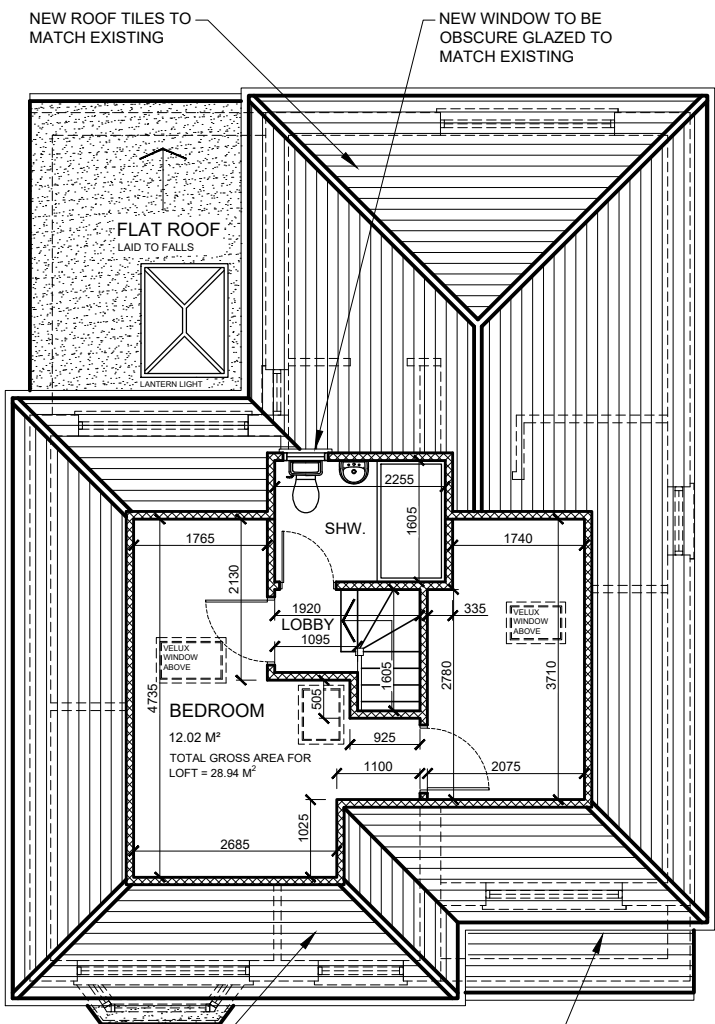 NEW ROOF TILES TO
MATCH EXISTING
NEW WINDOW TO BE
OBSCURE GLAZED TO
MATCH EXISTING
FLAT ROOF
LAID TO FALLS
LANTERN LIGHT
2255
SHW.
1605
1765
2130
1740
1920
335
LOBBY
1095
VELUX
WINDOW
ABOVE
VELUX
WINDOW
ABOVE
4735
1605
2780
3710
505
BEDROOM
12.02 M²
TOTAL GROSS AREA FOR
LOFT = 28.94 M²
925
1100
2075
1025
2685